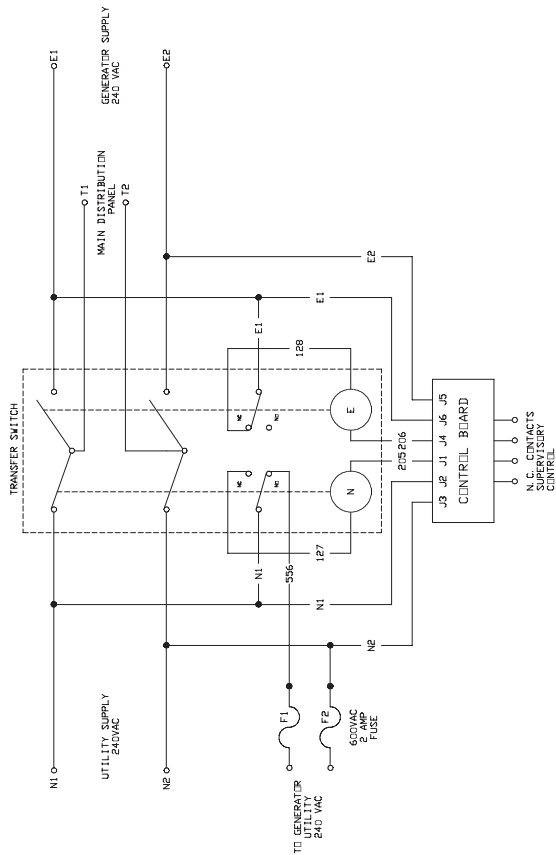 E1
GENERATOR SUPPLY
240 VAC
E2
T1
MAIN DISTRIBUTION
PANEL
T2
E2
E1
E1
128
TRANSFER SWITCH
NC
NO
E
205
206
NC
NO
N
127
N1
556
N1
N2
J5
J6
J4
J1
J2
J3
CONTROL BOARD
N.C. CONTACTS
SUPERVISORY
CONTROL
UTILITY SUPPLY
240VAC
N1
N2
F1
F2
600VAC
2 AMP
FUSE
TO GENERATOR
UTILITY
240 VAC